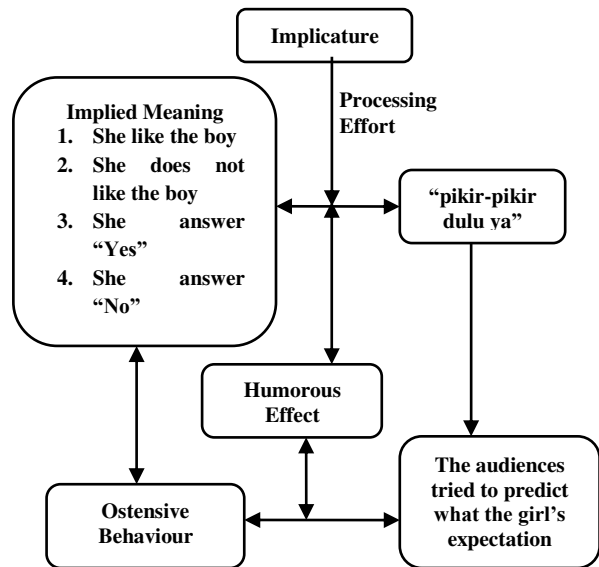 Implicature
Processing
Effort
Implied Meaning
1. She like the boy
2. She does not
like the boy
3. She answer
“Yes”
4. She answer
“No”
“pikir-pikir
dulu ya”
Humorous
Effect
Ostensive
Behaviour
The audiences
tried to predict
what the girl’s
expectation